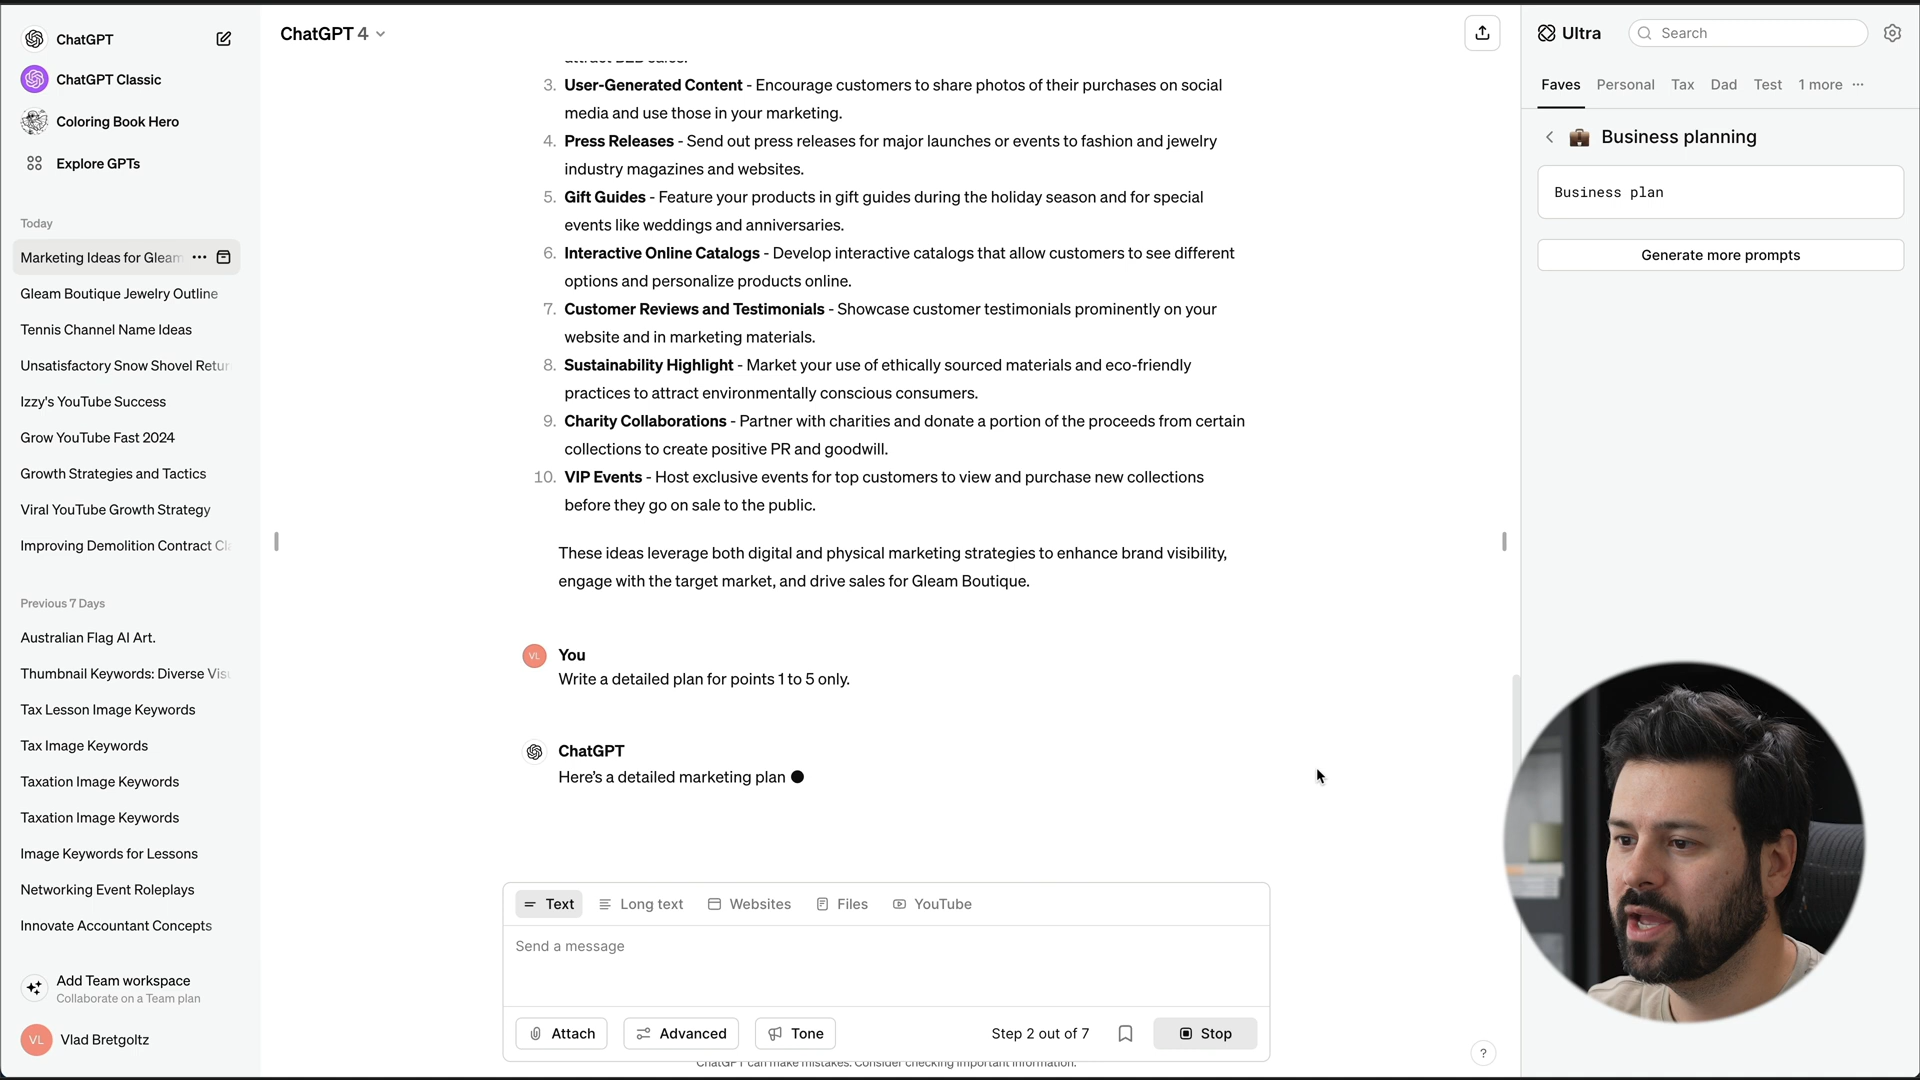 ChatGPT
ChatGPT Classic
Coloring Book Hero
Explore GPTs
Today
Marketing Ideas for Gleam
Gleam Boutique Jewelry Outline
Tennis Channel Name Ideas
Unsatisfactory Snow Shovel Retur
Izzy's YouTube Success
Grow YouTube Fast 2024
Growth Strategies and Tactics
Viral YouTube Growth Strategy
Improving Demolition Contract Cl
Previous 7 Days
Australian Flag AI Art.
Thumbnail Keywords: Diverse Visu
Tax Lesson Image Keywords
Tax Image Keywords
Taxation Image Keywords
Taxation Image Keywords
Image Keywords for Lessons
Networking Event Roleplays
Innovate Accountant Concepts
Add Team workspace
Collaborate on a Team plan
VL Vlad Bretgoltz
ChatGPT 4
3. User-Generated Content - Encourage customers to share photos of their purchases on social
media and use those in your marketing.
4. Press Releases - Send out press releases for major launches or events to fashion and jewelry
industry magazines and websites.
5. Gift Guides - Feature your products in gift guides during the holiday season and for special
events like weddings and anniversaries.
6. Interactive Online Catalogs - Develop interactive catalogs that allow customers to see different
options and personalize products online.
7. Customer Reviews and Testimonials - Showcase customer testimonials prominently on your
website and in marketing materials.
8. Sustainability Highlight - Market your use of ethically sourced materials and eco-friendly
practices to attract environmentally conscious consumers.
9. Charity Collaborations - Partner with charities and donate a portion of the proceeds from certain
collections to create positive PR and goodwill.
10. VIP Events - Host exclusive events for top customers to view and purchase new collections
before they go on sale to the public.
These ideas leverage both digital and physical marketing strategies to enhance brand visibility,
engage with the target market, and drive sales for Gleam Boutique.
VL You
Write a detailed plan for points 1 to 5 only.
ChatGPT
Here's a detailed marketing plan
Text Long text Websites Files YouTube
Send a message
Attach Advanced Tone Step 2 out of 7 Stop
ChatGPT can make mistakes. Consider checking important information.
?
Ultra Search
Faves Personal Tax Dad Test 1 more
Business planning
Business plan
Generate more prompts